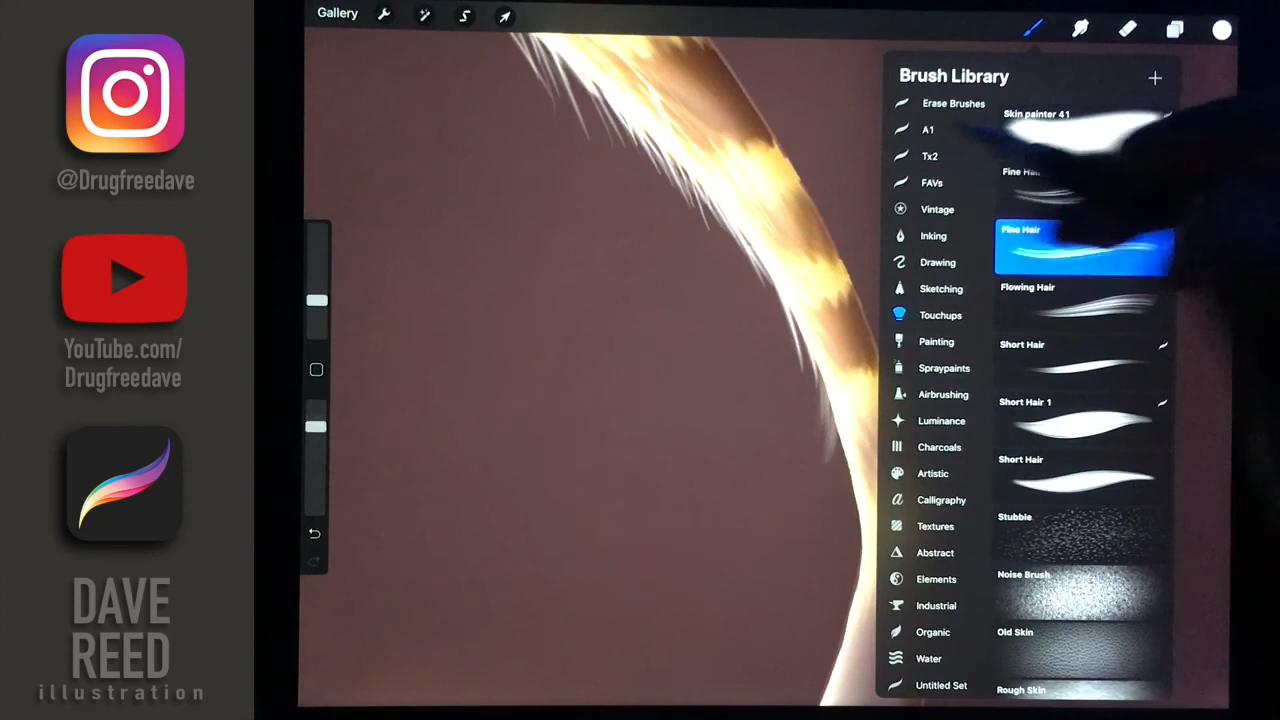 @Drugfreedave
YouTube.com/
Drugfreedave
DAVE
REED
illustration
Gallery
Brush Library
Erase Brushes
A1
Tx2
FAVs
Vintage
Inking
Drawing
Sketching
Touchups
Painting
Spraypaints
Airbrushing
Luminance
Charcoals
Artistic
Calligraphy
Textures
Abstract
Elements
Industrial
Organic
Water
Untitled Set
Skin painter 41
Fine
Fine Hair
Flowing Hair
Short Hair
Short Hair 1
Short Hair
Stubble
Noise Brush
Old Skin
Rough Skin